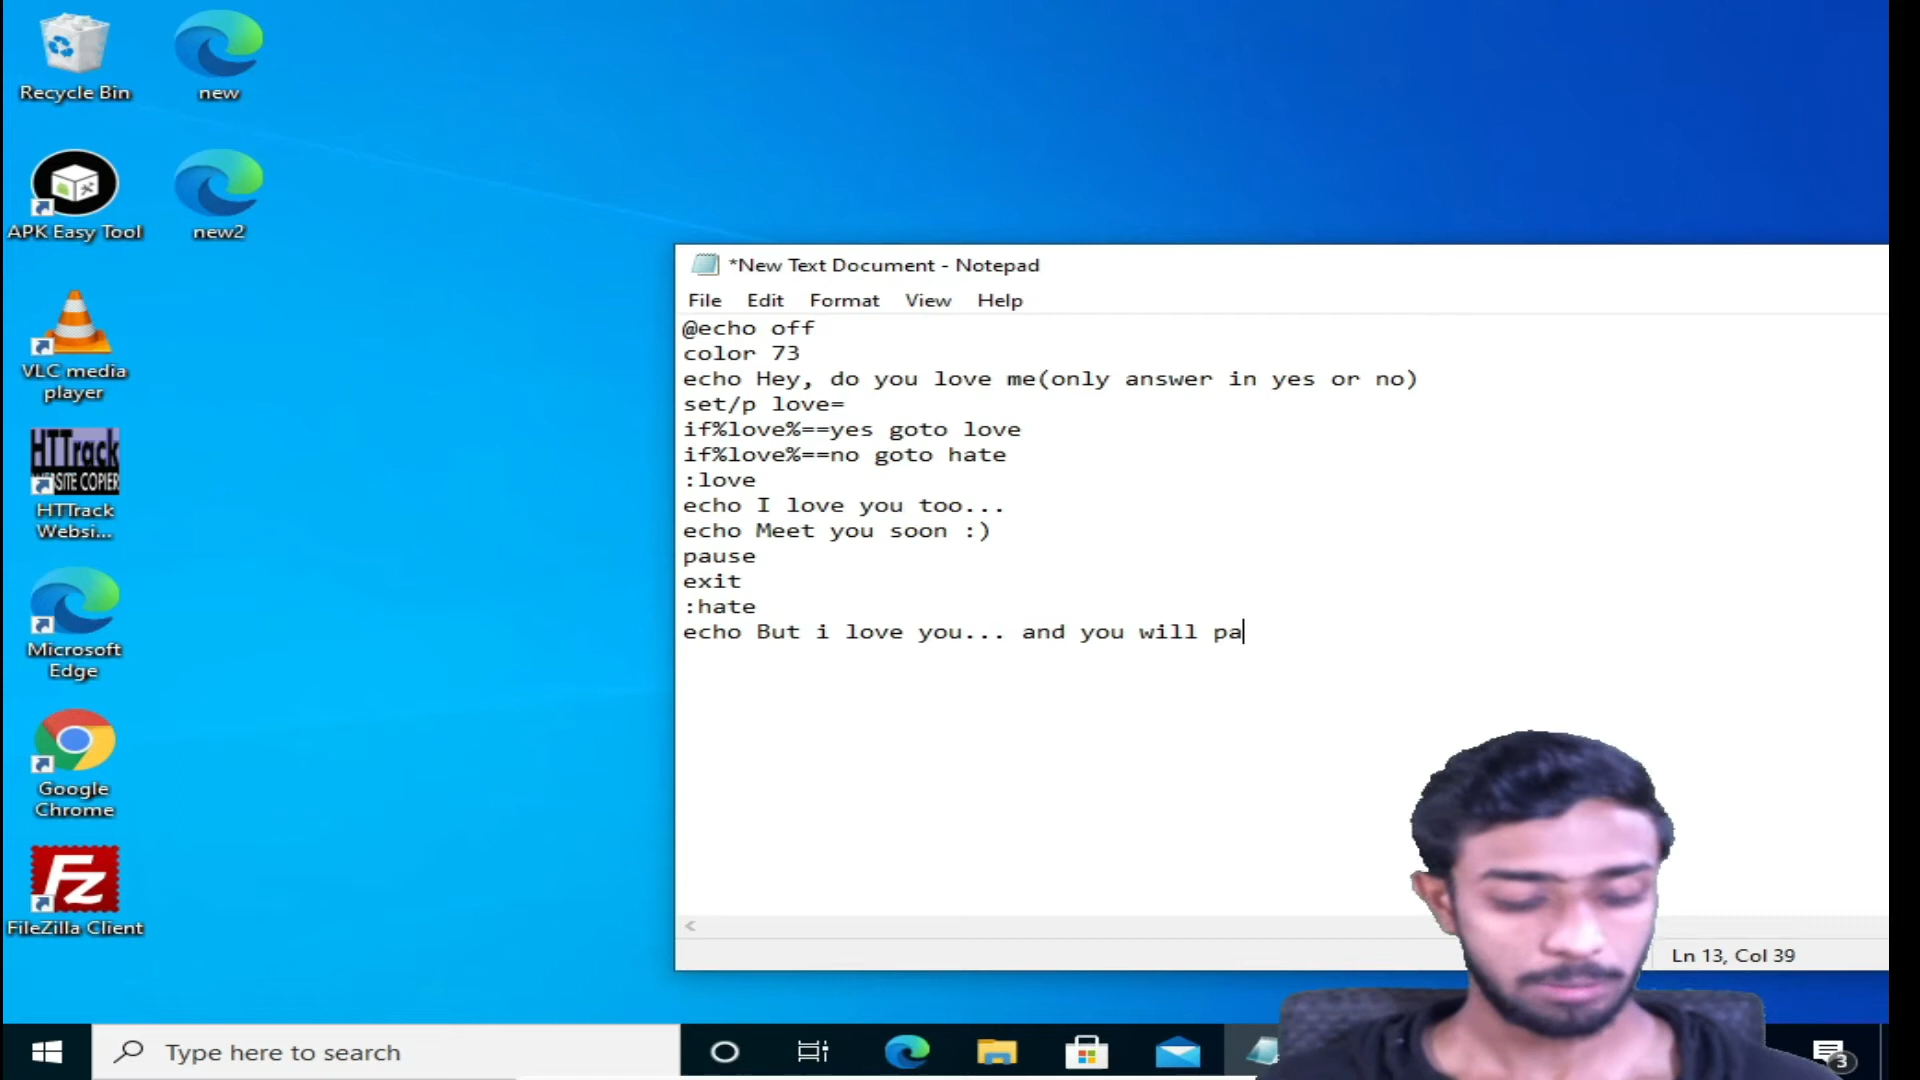 Recycle Bin
new
APK Easy Tool
new2
VLC media
player
HTTrack
WEBSITE COPIER
HTTrack
Websi...
Microsoft
Edge
Google
Chrome
FileZilla Client
*New Text Document - Notepad
File Edit Format View Help
@echo off
color 73
echo Hey, do you love me(only answer in yes or no)
set/p love=
if%love%==yes goto love
if%love%==no goto hate
:love
echo I love you too...
echo Meet you soon :)
pause
exit
:hate
echo But i love you... and you will pa
Ln 13, Col 39
Type here to search
3